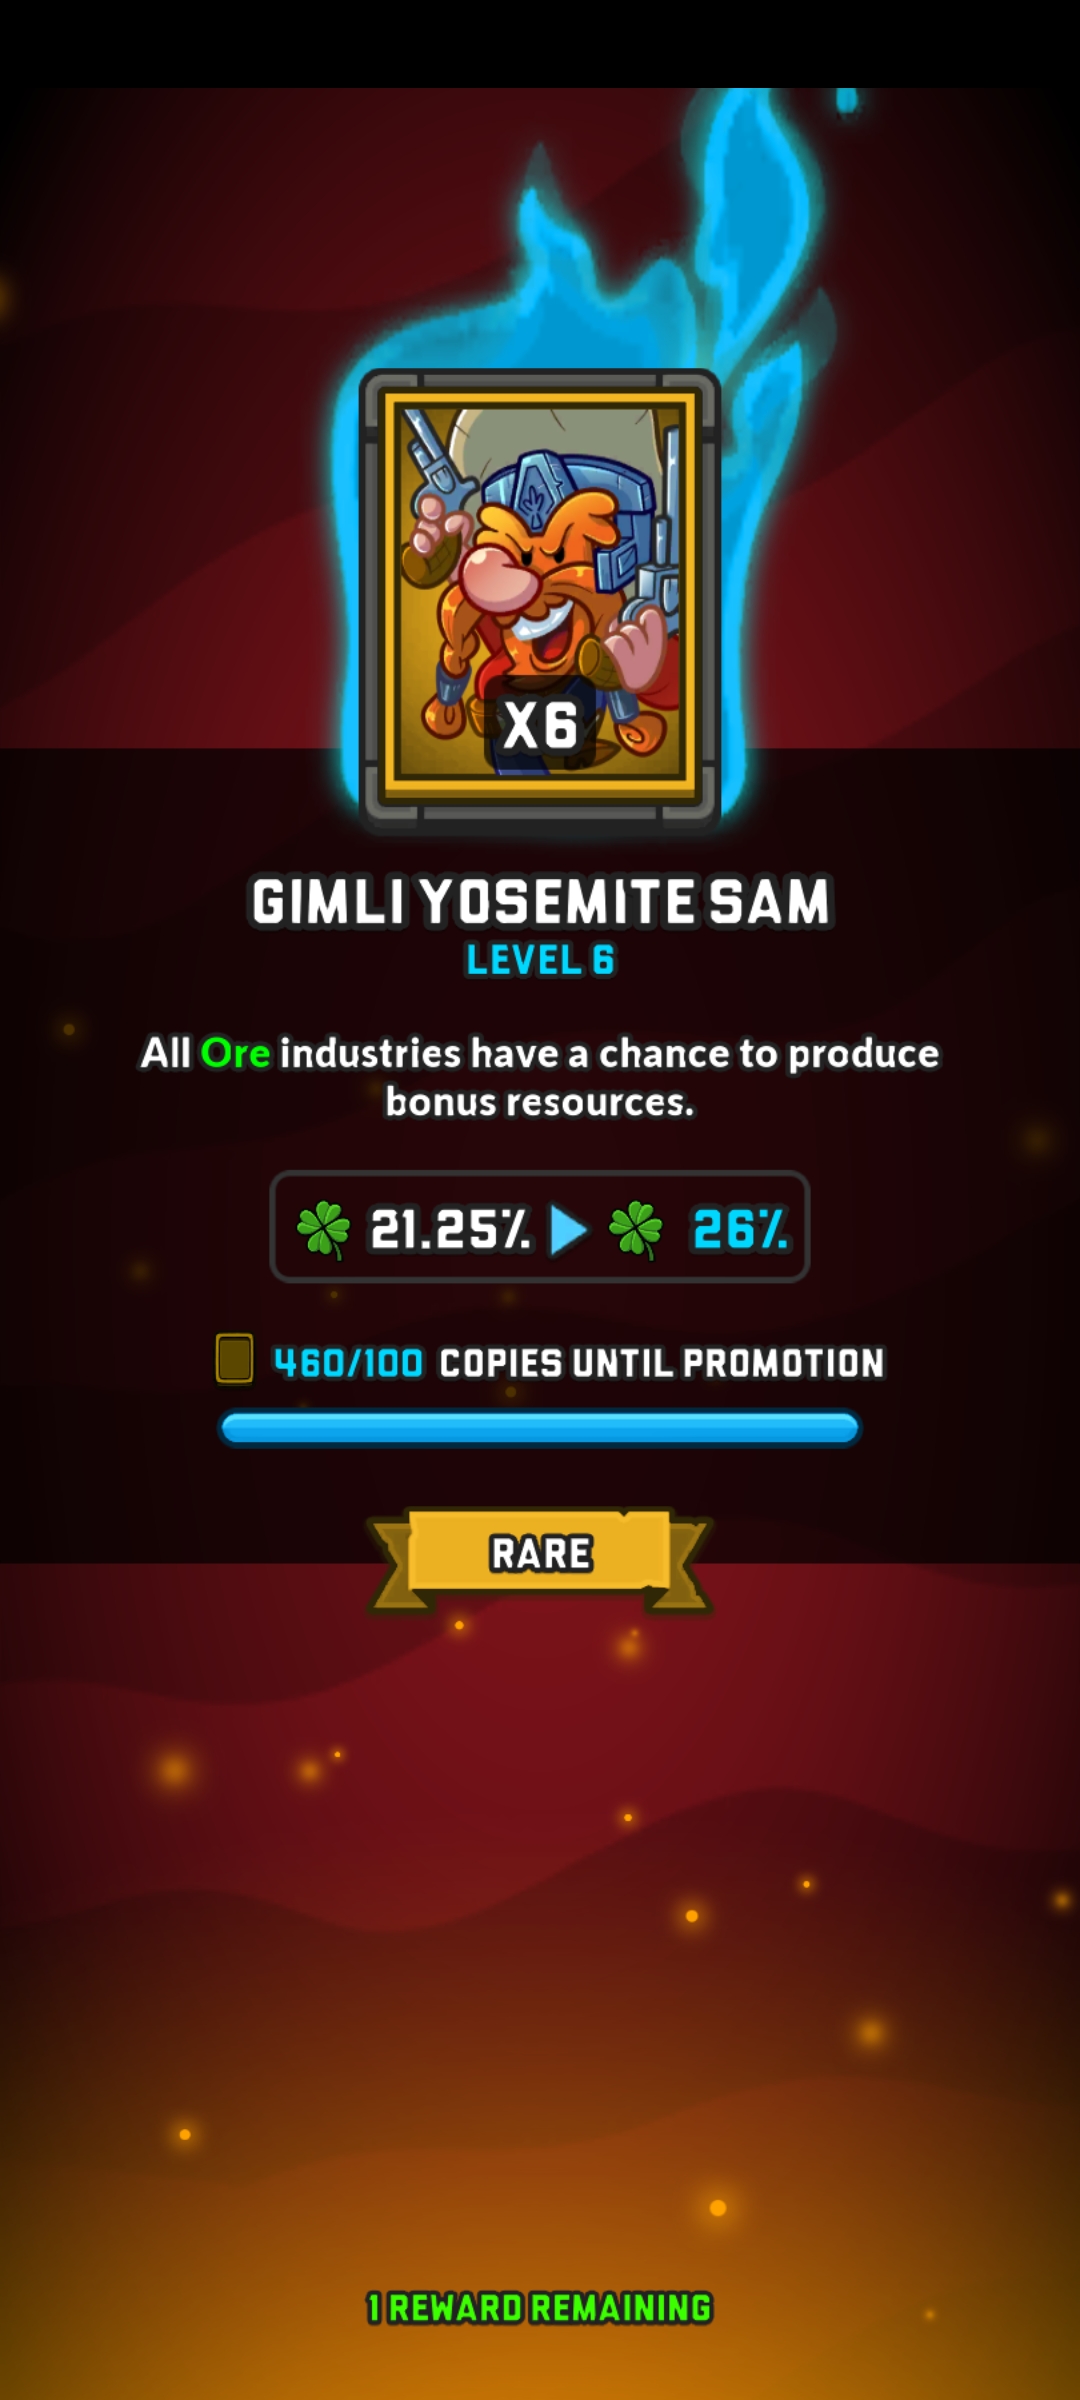 X6
GIMLI YOSEMITE SAM
LEVEL 6
All Ore industries have a chance to produce
bonus resources.
21.25% 26%
460/100 COPIES UNTIL PROMOTION
RARE
1 REWARD REMAINING